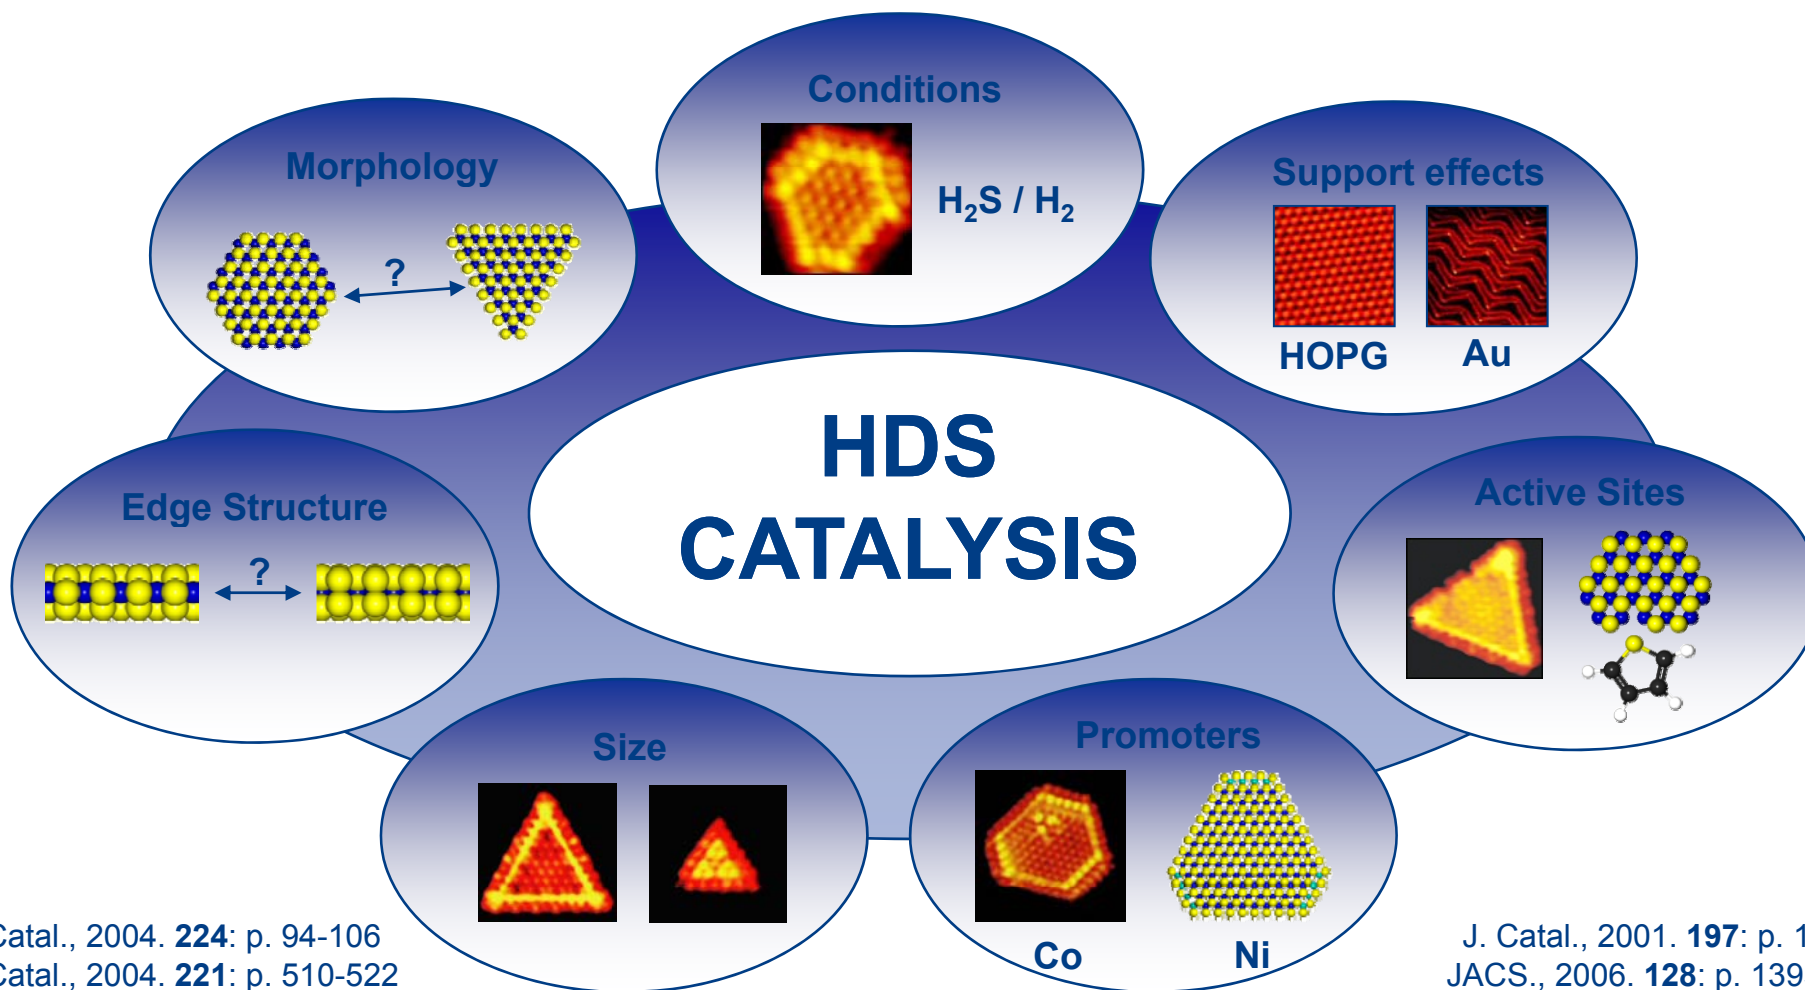 Conditions
H₂S / H₂
Morphology
?
Support effects
HOPG
Au
HDS
CATALYSIS
Edge Structure
?
Active Sites
Size
Promoters
Co
Ni
Catal., 2004. 224: p. 94-106
Catal., 2004. 221: p. 510-522
J. Catal., 2001. 197: p. 1
JACS., 2006. 128: p. 139